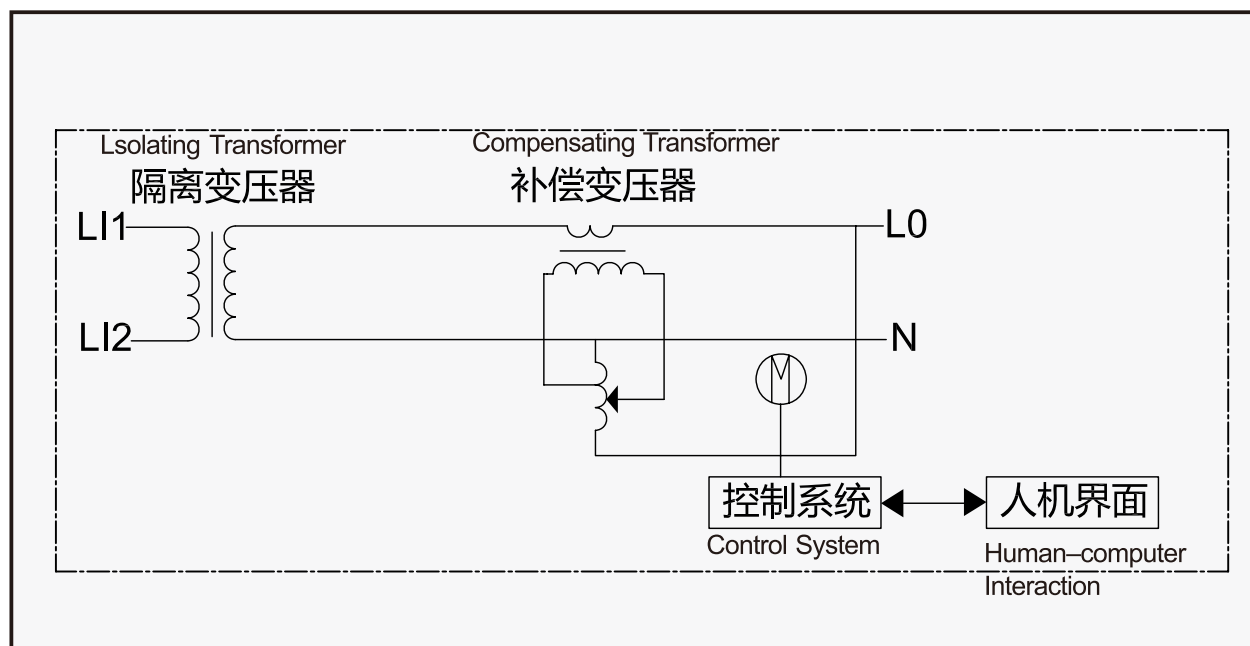 Lsolating Transformer
隔离变压器
Compensating Transformer
补偿变压器
LI1
L0
LI2
N
M
控制系统
Control System
人机界面
Human–computer
Interaction